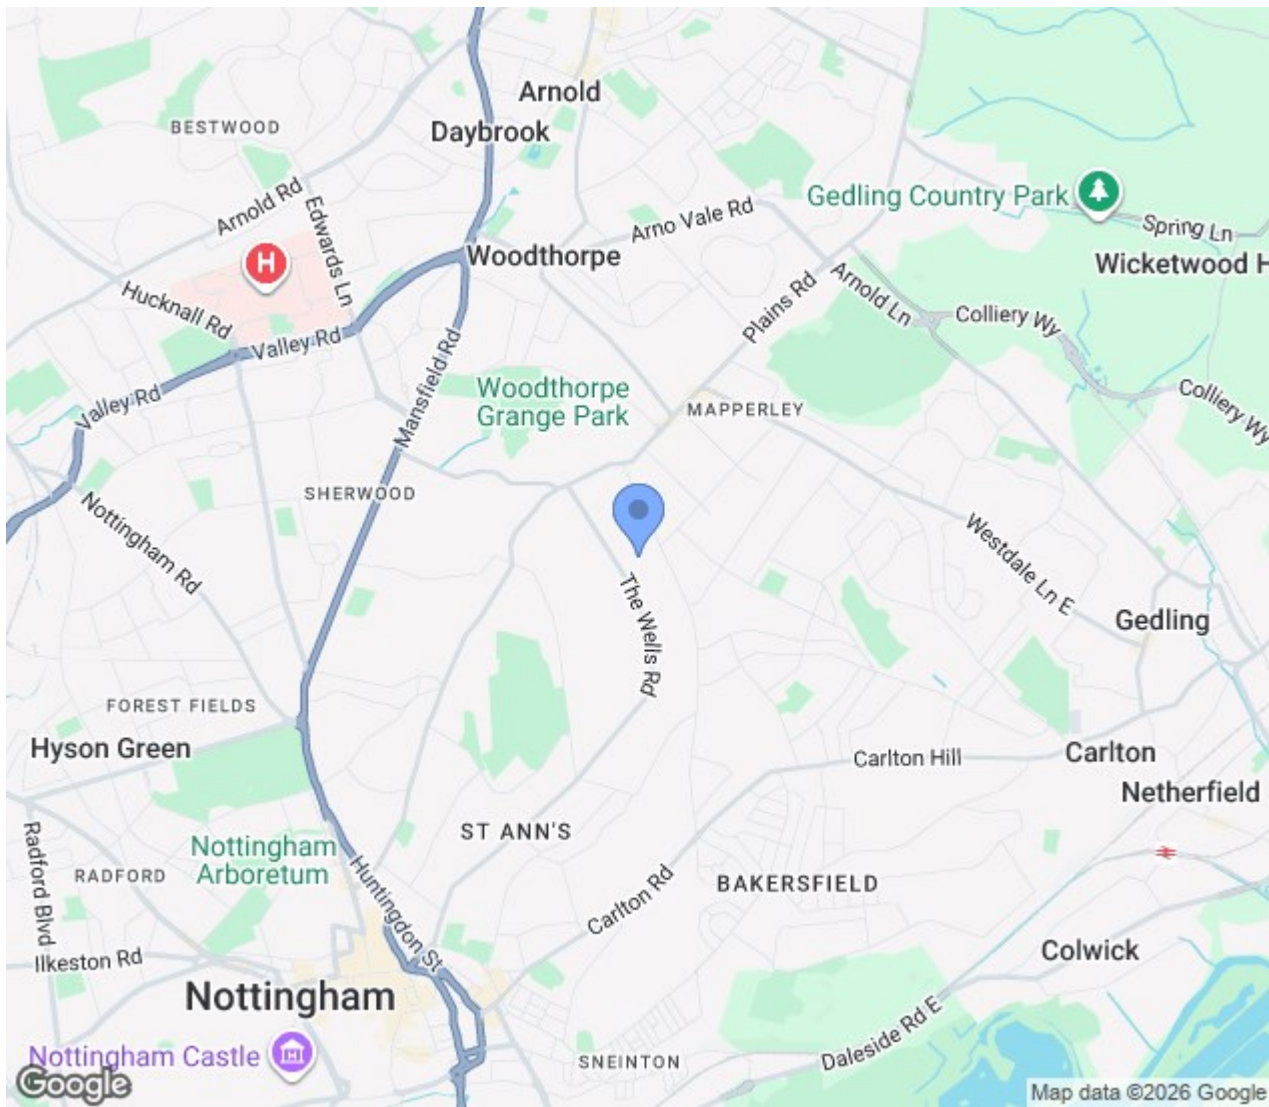 Arnold
BESTWOOD
Daybrook
Arnold Rd
Edwards Ln
Gedling Country Park
Arno Vale Rd
Spring Ln
Woodthorpe
H
Wicketwood H
Hucknall Rd
Plains Rd
Arnold Ln
Colliery Wy
Valley Rd
Mansfield Rd
Valley Rd
Woodthorpe
Grange Park
MAPPERLEY
Colliery Wy
SHERWOOD
Nottingham Rd
Westdale Ln E
The Wells Rd
Gedling
FOREST FIELDS
Hyson Green
Carlton Hill
Carlton
Netherfield
ST ANN'S
Nottingham
Arboretum
Radford Blvd
RADFORD
Huntingdon St
Carlton Rd
BAKERSFIELD
Ilkeston Rd
Colwick
Nottingham
Daleside Rd E
Nottingham Castle
SNEINTON
Google
Map data ©2026 Google